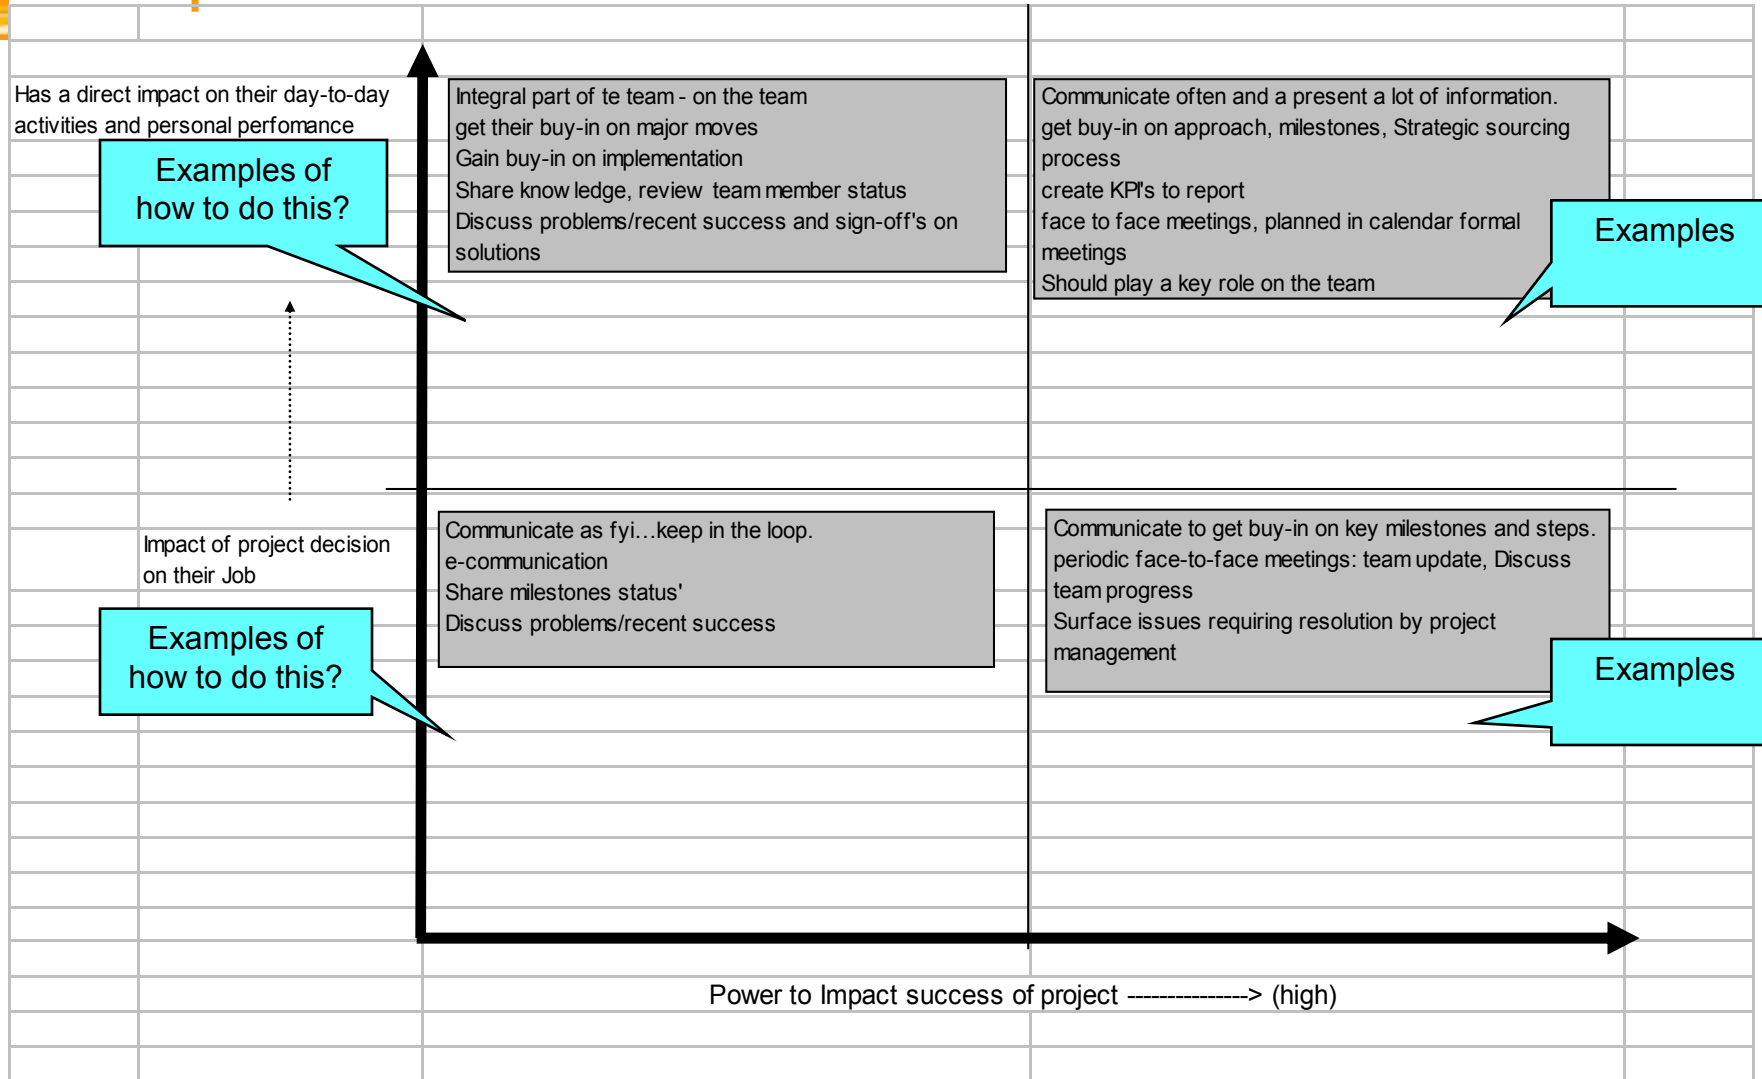 Has a direct impact on their day-to-day
activities and personal perfomance
Examples of
how to do this?
Integral part of te team - on the team
get their buy-in on major moves
Gain buy-in on implementation
Share knowledge, review team member status
Discuss problems/recent success and sign-off's on
solutions
Communicate often and a present a lot of information.
get buy-in on approach, milestones, Strategic sourcing
process
create KPI's to report
face to face meetings, planned in calendar formal
meetings
Should play a key role on the team
Examples
Impact of project decision
on their Job
Examples of
how to do this?
Communicate as fyi...keep in the loop.
e-communication
Share milestones status'
Discuss problems/recent success
Communicate to get buy-in on key milestones and steps.
periodic face-to-face meetings: team update, Discuss
team progress
Surface issues requiring resolution by project
management
Examples
Power to Impact success of project ---------------> (high)